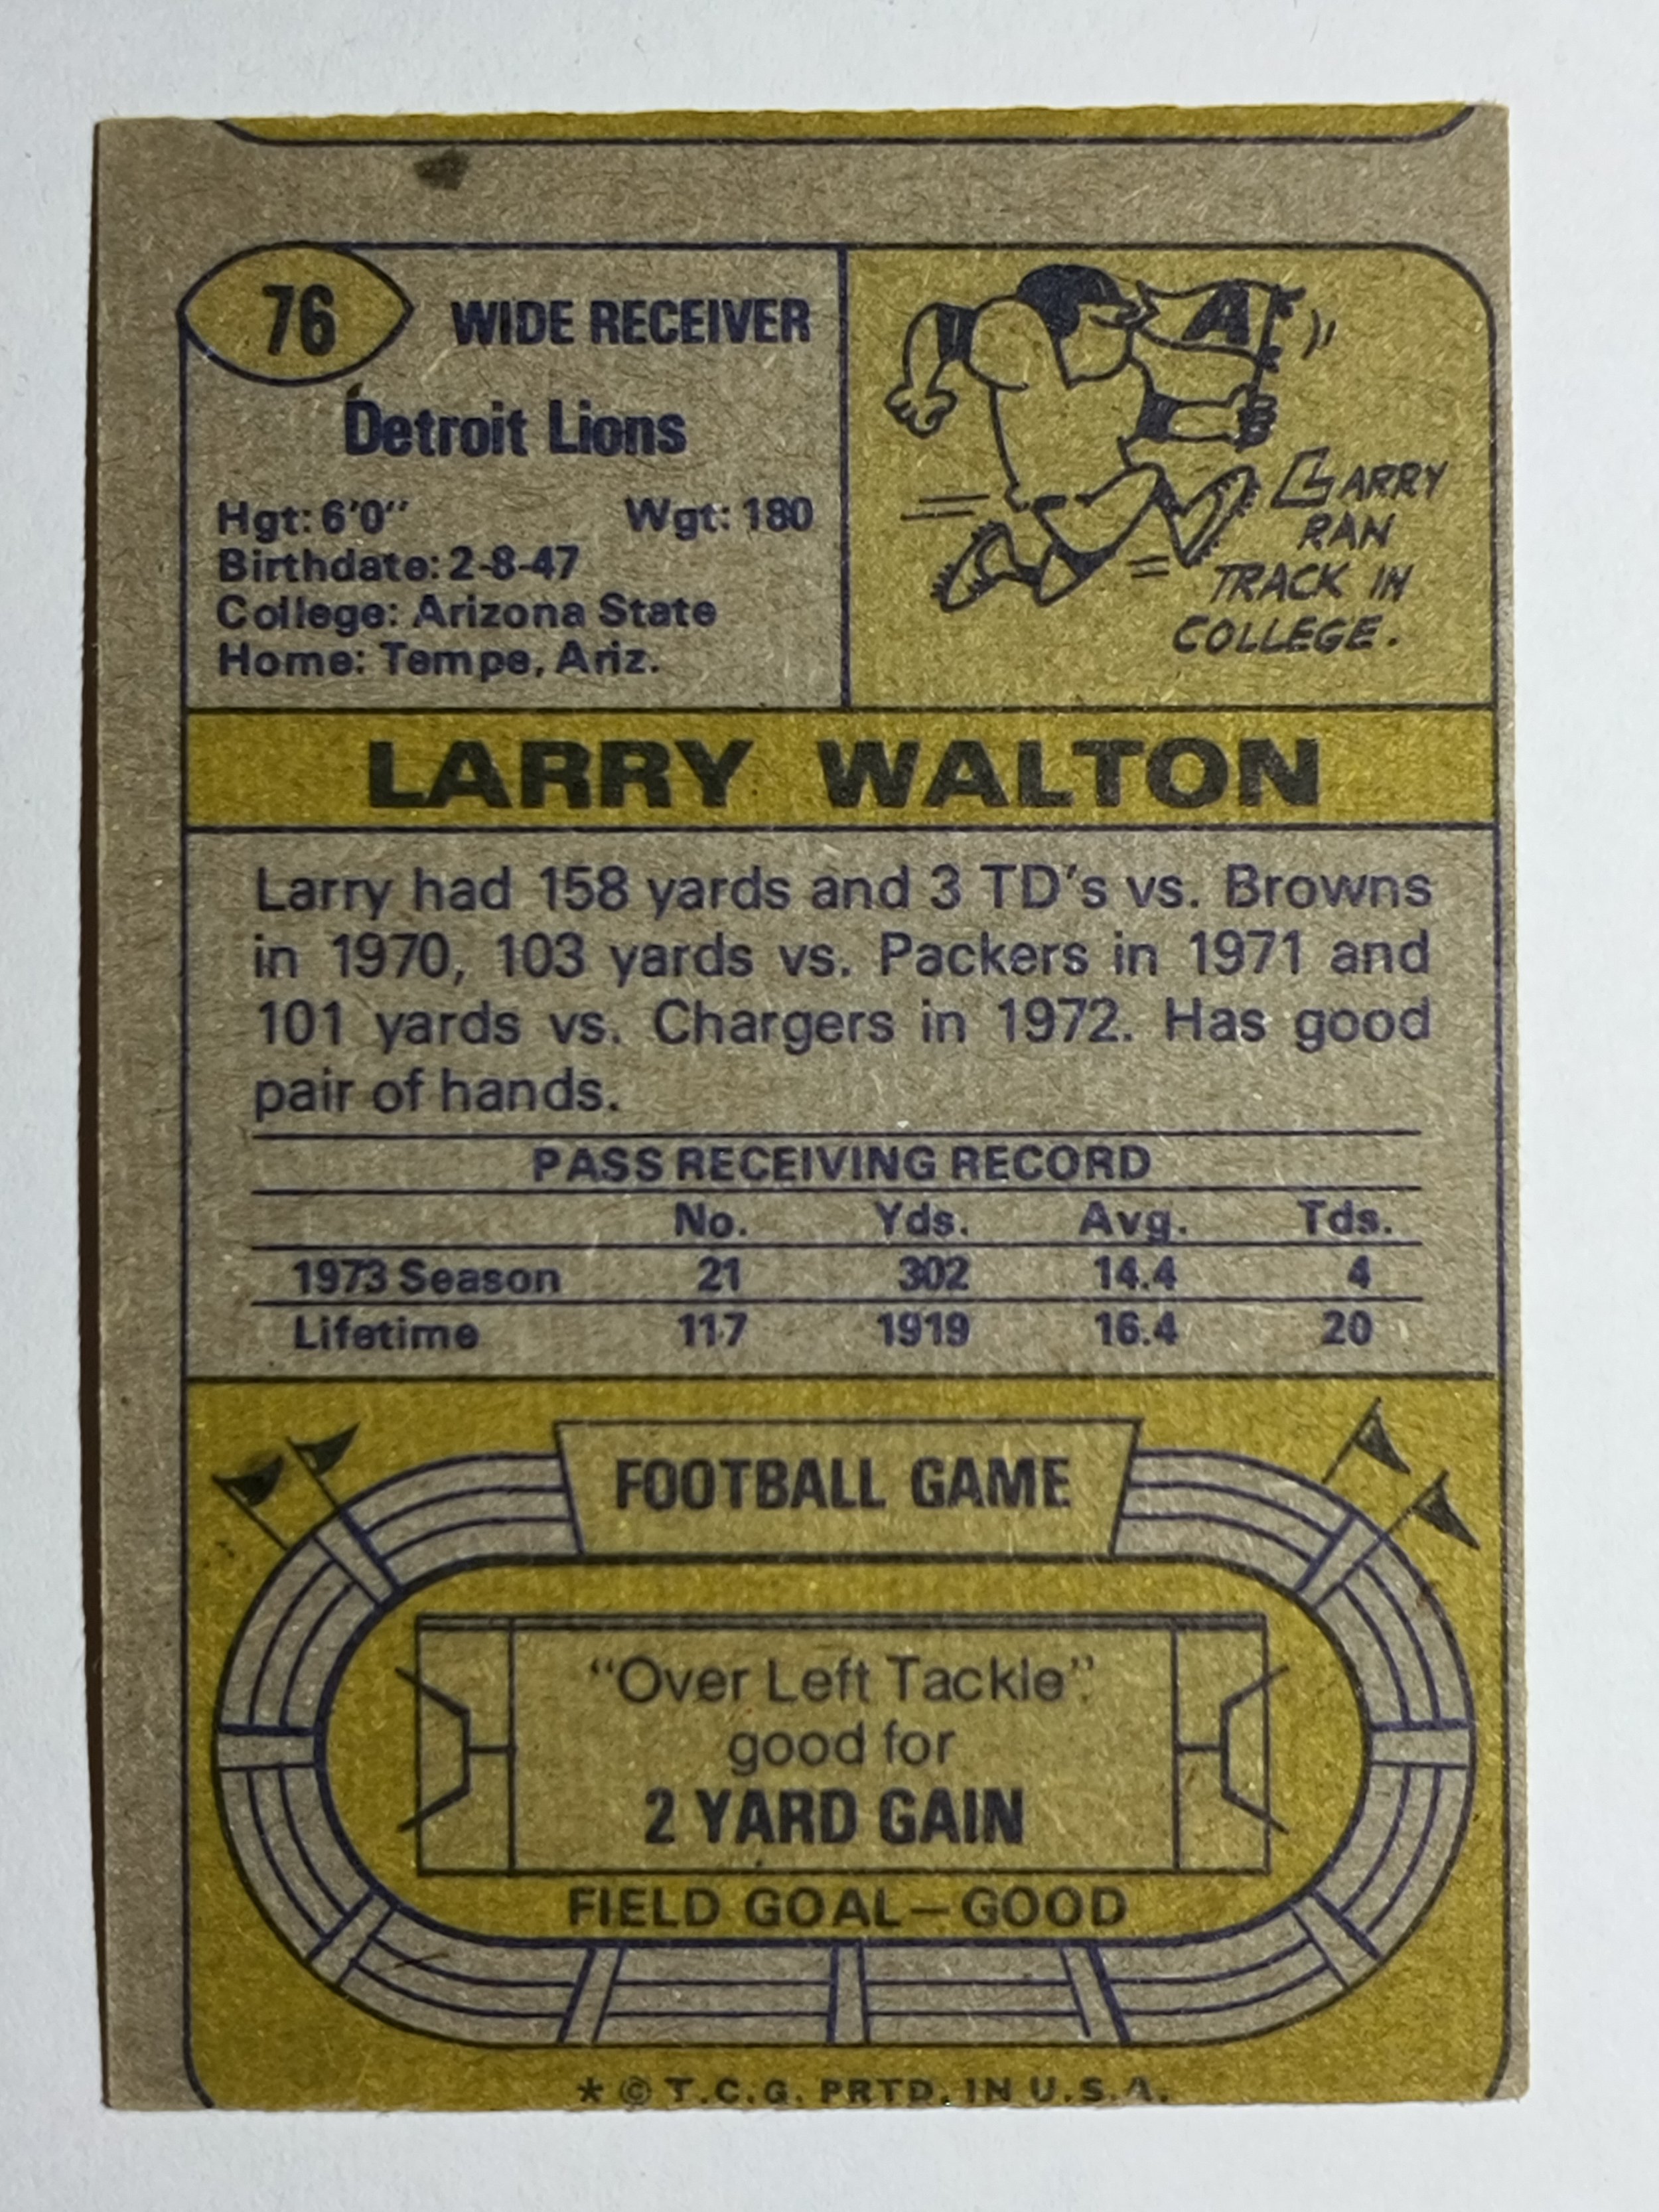 76
WIDE RECEIVER
Detroit Lions
Hgt: 6'0" Wgt: 180
Birthdate: 2-8-47
College: Arizona State
Home: Tempe, Ariz.
A
LARRY
RAN
TRACK IN
COLLEGE.
LARRY WALTON
Larry had 158 yards and 3 TD's vs. Browns
in 1970, 103 yards vs. Packers in 1971 and
101 yards vs. Chargers in 1972. Has good
pair of hands.
PASS RECEIVING RECORD
No. Yds. Avg. Tds.
1973 Season 21 302 14.4 4
Lifetime 117 1919 16.4 20
FOOTBALL GAME
"Over Left Tackle"
good for
2 YARD GAIN
FIELD GOAL—GOOD
* © T.C.G. PRTD. IN U.S.A.